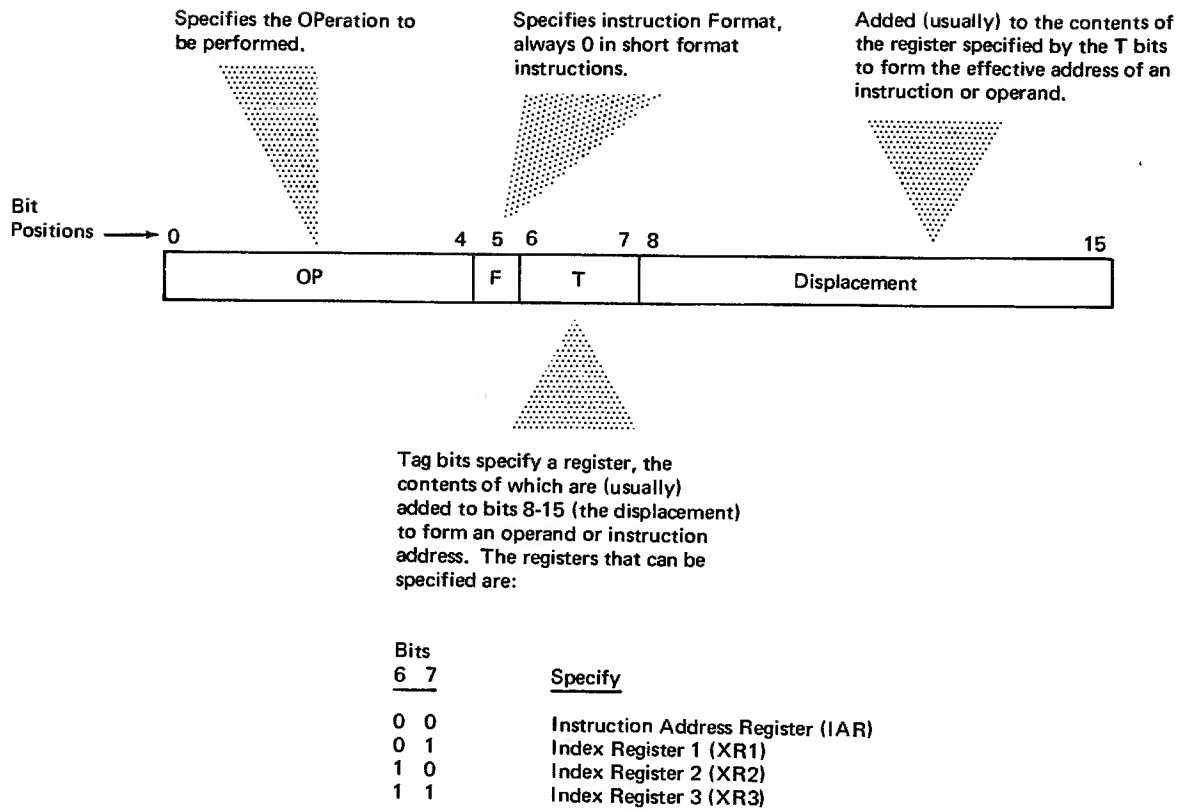 Specifies the OPeration to
be performed.
Specifies instruction Format,
always 0 in short format
instructions.
Added (usually) to the contents of
the register specified by the T bits
to form the effective address of an
instruction or operand.
Bit
Positions
0 4 5 6 7 8 15
OP F T Displacement
Tag bits specify a register, the
contents of which are (usually)
added to bits 8-15 (the displacement)
to form an operand or instruction
address. The registers that can be
specified are:
Bits
6 7 Specify
0 0 Instruction Address Register (IAR)
0 1 Index Register 1 (XR1)
1 0 Index Register 2 (XR2)
1 1 Index Register 3 (XR3)